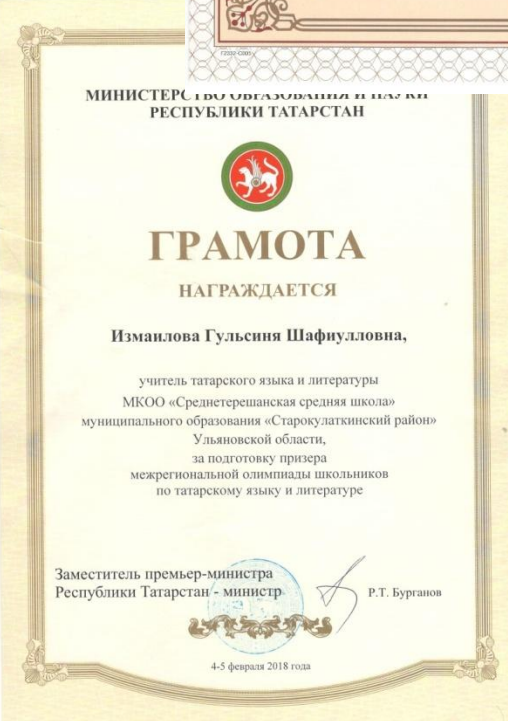 МИНИСТЕРСТВО ОБРАЗОВАНИЯ И НАУКИ
РЕСПУБЛИКИ ТАТАРСТАН
ГРАМОТА
НАГРАЖДАЕТСЯ
Измаилова Гульсиня Шафиулловна,
учитель татарского языка и литературы
МКОО «Среднетерешанская средняя школа»
муниципального образования «Старокулаткинский район»
Ульяновской области,
за подготовку призера
межрегиональной олимпиады школьников
по татарскому языку и литературе
Заместитель премьер-министра
Республики Татарстан - министр
Р.Т. Бурганов
4-5 февраля 2018 года